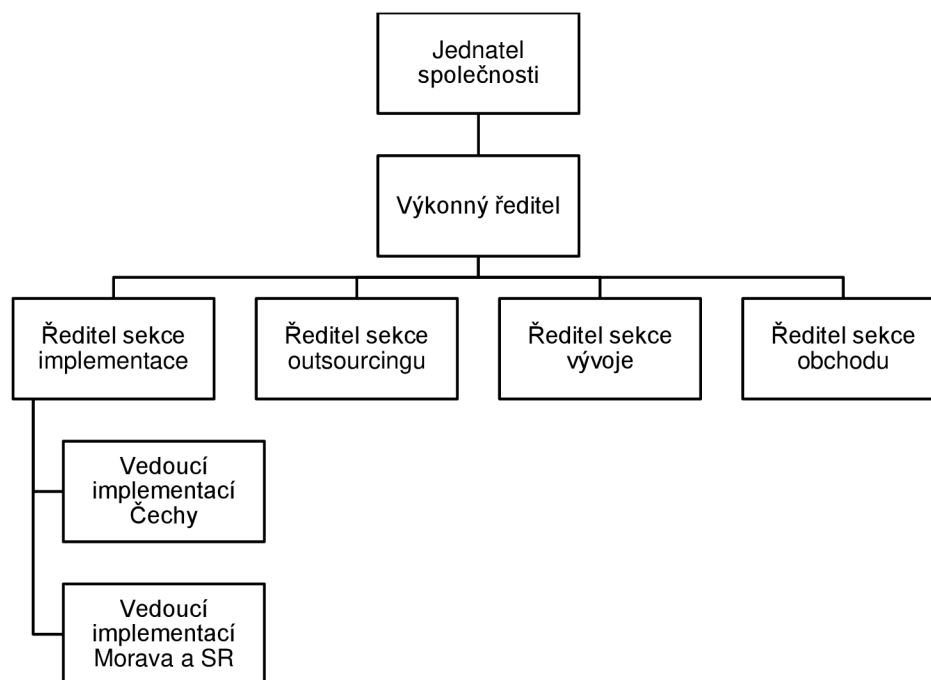 Jednatel
společnosti
Výkonný ředitel
Ředitel sekce
implementace
Ředitel sekce
outsourcingu
Ředitel sekce
vývoje
Ředitel sekce
obchodu
Vedoucí
implementací
Čechy
Vedoucí
implementací
Morava a SR